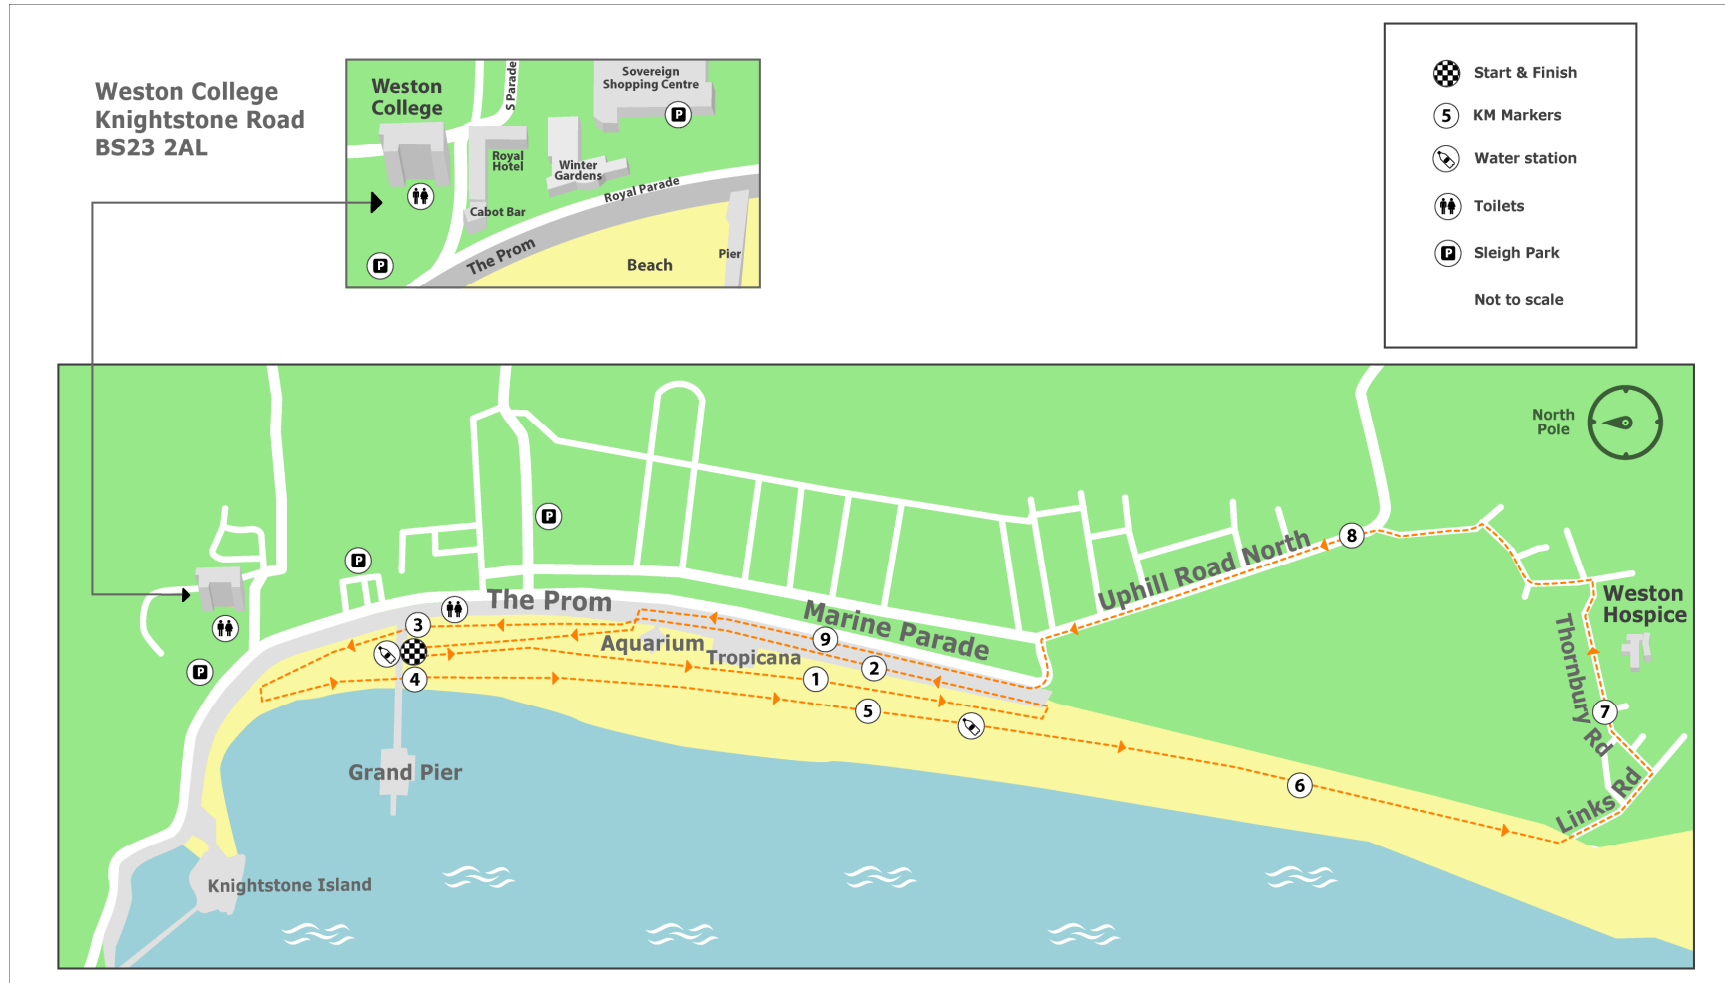 Weston College
Knightstone Road
BS23 2AL
Weston
College
S Parade
Sovereign
Shopping Centre
P
Royal
Hotel
Winter
Gardens
Royal Parade
Cabot Bar
The Prom
P
Beach
Pier
Start & Finish
5 KM Markers
Water station
Toilets
P Sleigh Park
Not to scale
North
Pole
P
P
P
The Prom
Marine Parade
Uphill Road North
8
Weston
Hospice
Thornbury Rd
7
Links Rd
3
9
Aquarium
Tropicana
2
1
4
5
6
Grand Pier
Knightstone Island